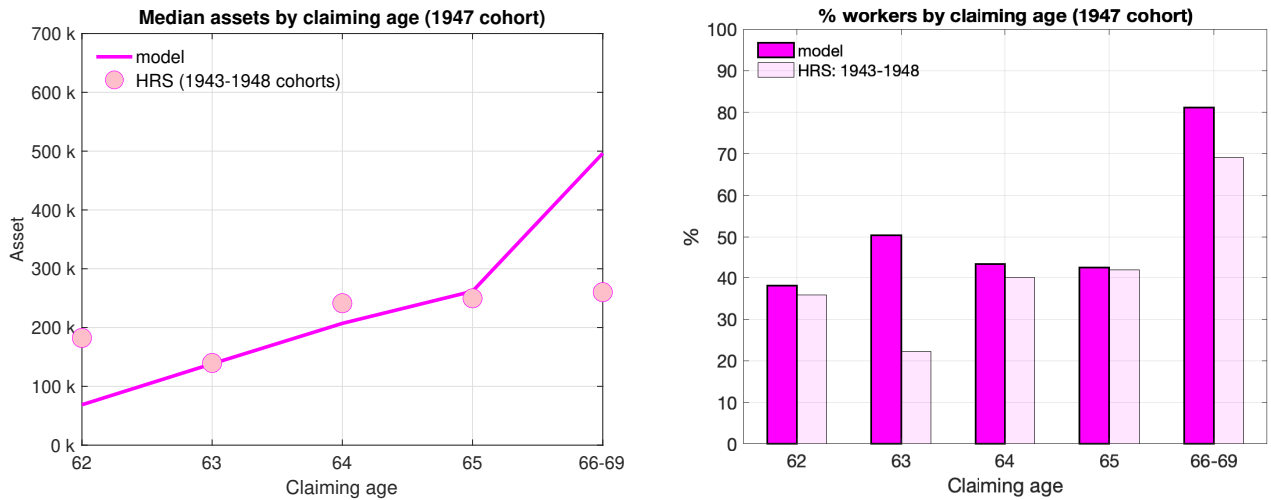 Median assets by claiming age (1947 cohort)
700 k
600 k
500 k
400 k
300 k
200 k
100 k
0 k
Asset
model
HRS (1943-1948 cohorts)
62
63
64
65
66-69
Claiming age
% workers by claiming age (1947 cohort)
100
90
80
70
60
50
40
30
20
10
0
%
model
HRS: 1943-1948
62
63
64
65
66-69
Claiming age